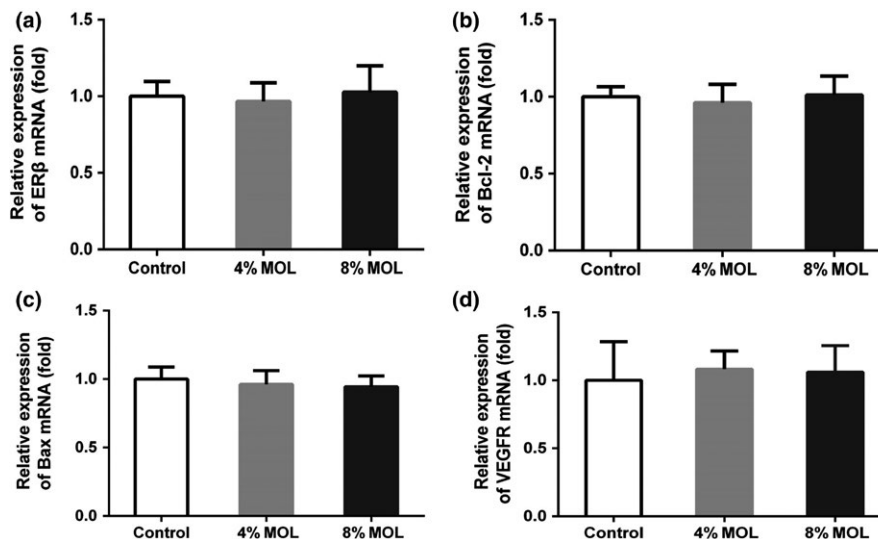 (a)
Relative expression
of ERβ mRNA (fold)
1.5
1.0
0.5
0.0
Control
4% MOL
8% MOL
(b)
Relative expression
of Bcl-2 mRNA (fold)
1.5
1.0
0.5
0.0
Control
4% MOL
8% MOL
(c)
Relative expression
of Bax mRNA (fold)
1.5
1.0
0.5
0.0
Control
4% MOL
8% MOL
(d)
Relative expression
of VEGFR mRNA (fold)
1.5
1.0
0.5
0.0
Control
4% MOL
8% MOL